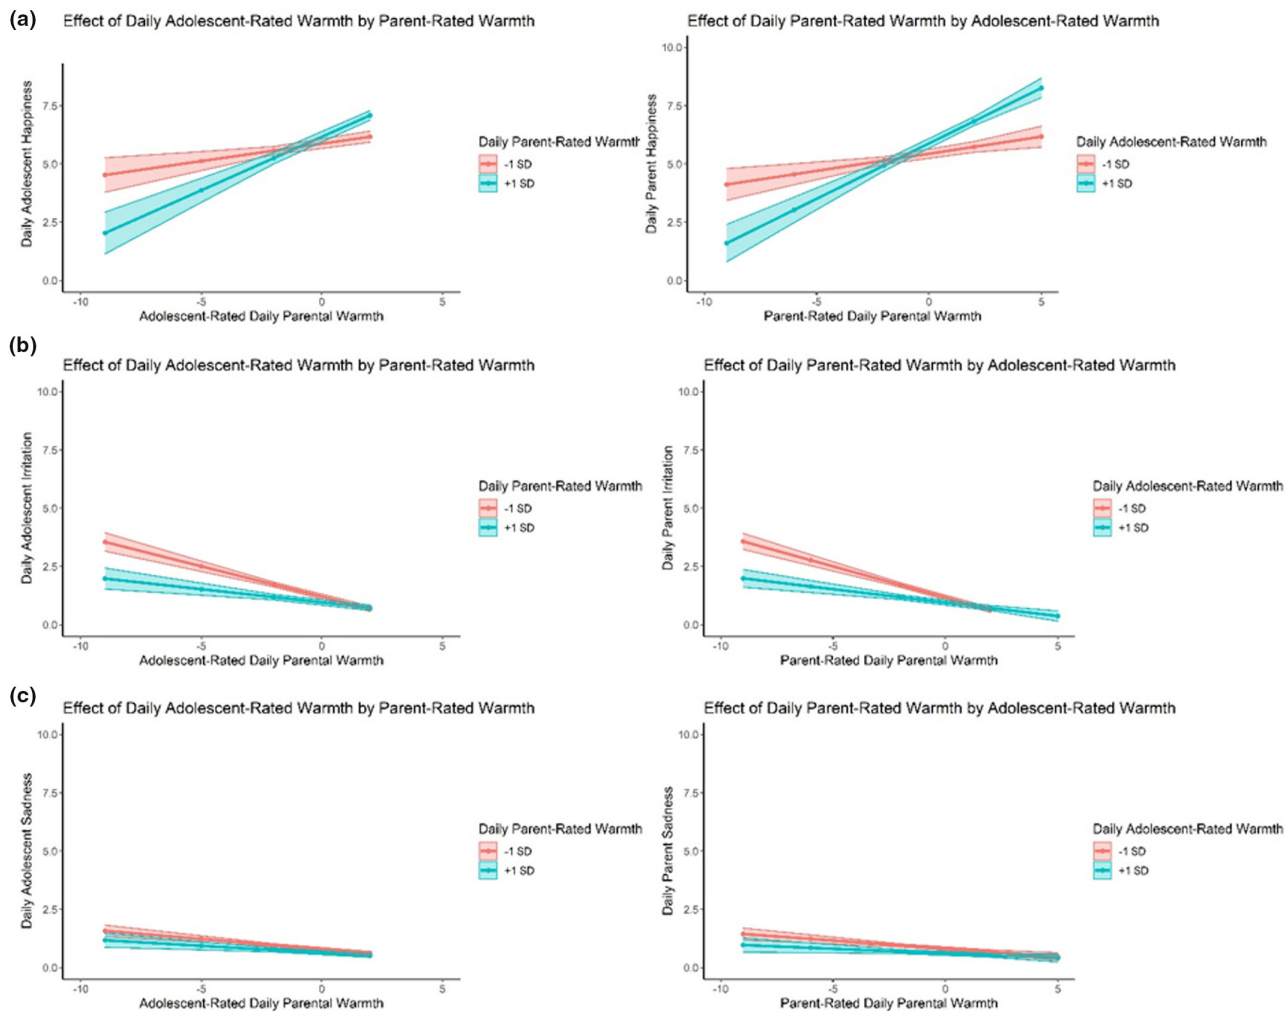 (a)
Effect of Daily Adolescent-Rated Warmth by Parent-Rated Warmth
Daily Adolescent Happiness
7.5
5.0
2.5
0.0
-10 -5 0 5
Adolescent-Rated Daily Parental Warmth
Daily Parent-Rated Warmth
-1 SD
+1 SD
Effect of Daily Parent-Rated Warmth by Adolescent-Rated Warmth
Daily Parent Happiness
10.0
7.5
5.0
2.5
0.0
-10 -5 0 5
Parent-Rated Daily Parental Warmth
Daily Adolescent-Rated Warmth
-1 SD
+1 SD
(b)
Effect of Daily Adolescent-Rated Warmth by Parent-Rated Warmth
Daily Adolescent Irritation
10.0
7.5
5.0
2.5
0.0
-10 -5 0 5
Adolescent-Rated Daily Parental Warmth
Daily Parent-Rated Warmth
-1 SD
+1 SD
Effect of Daily Parent-Rated Warmth by Adolescent-Rated Warmth
Daily Parent Irritation
10.0
7.5
5.0
2.5
0.0
-10 -5 0 5
Parent-Rated Daily Parental Warmth
Daily Adolescent-Rated Warmth
-1 SD
+1 SD
(c)
Effect of Daily Adolescent-Rated Warmth by Parent-Rated Warmth
Daily Adolescent Sadness
10.0
7.5
5.0
2.5
0.0
-10 -5 0 5
Adolescent-Rated Daily Parental Warmth
Daily Parent-Rated Warmth
-1 SD
+1 SD
Effect of Daily Parent-Rated Warmth by Adolescent-Rated Warmth
Daily Parent Sadness
10.0
7.5
5.0
2.5
0.0
-10 -5 0 5
Parent-Rated Daily Parental Warmth
Daily Adolescent-Rated Warmth
-1 SD
+1 SD